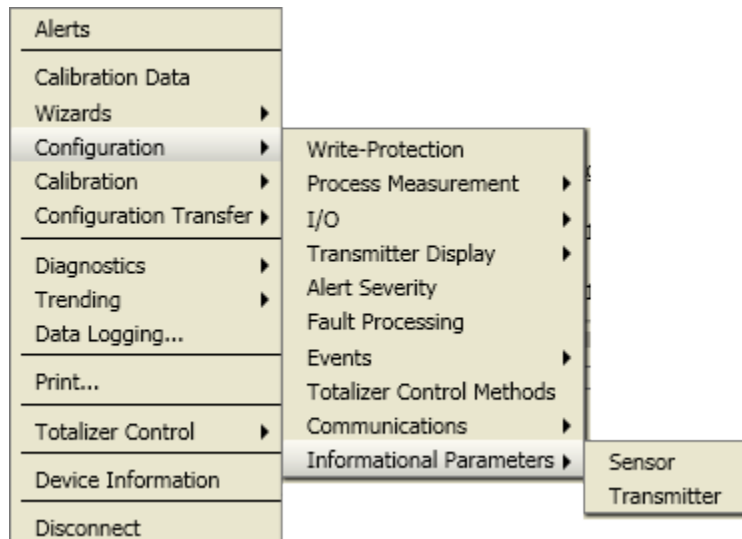 Alerts
Calibration Data
Wizards
Configuration
Calibration
Configuration Transfer
Diagnostics
Trending
Data Logging...
Print...
Totalizer Control
Device Information
Disconnect
Write-Protection
Process Measurement
I/O
Transmitter Display
Alert Severity
Fault Processing
Events
Totalizer Control Methods
Communications
Informational Parameters
Sensor
Transmitter